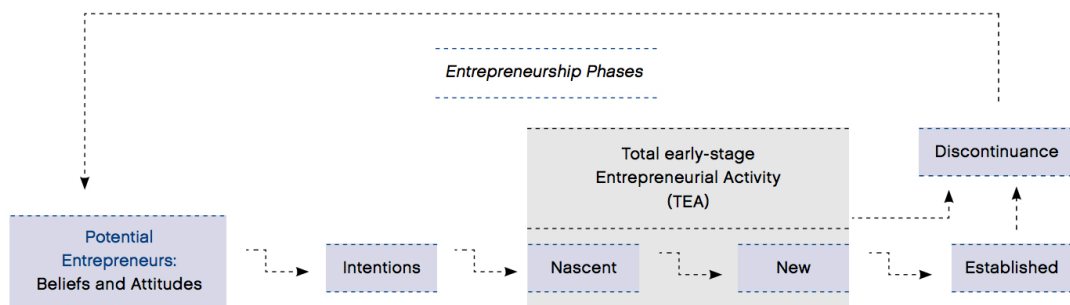 Entrepreneurship Phases
Total early-stage
Entrepreneurial Activity
(TEA)
Discontinuance
Potential
Entrepreneurs:
Beliefs and Attitudes
Intentions
Nascent
New
Established